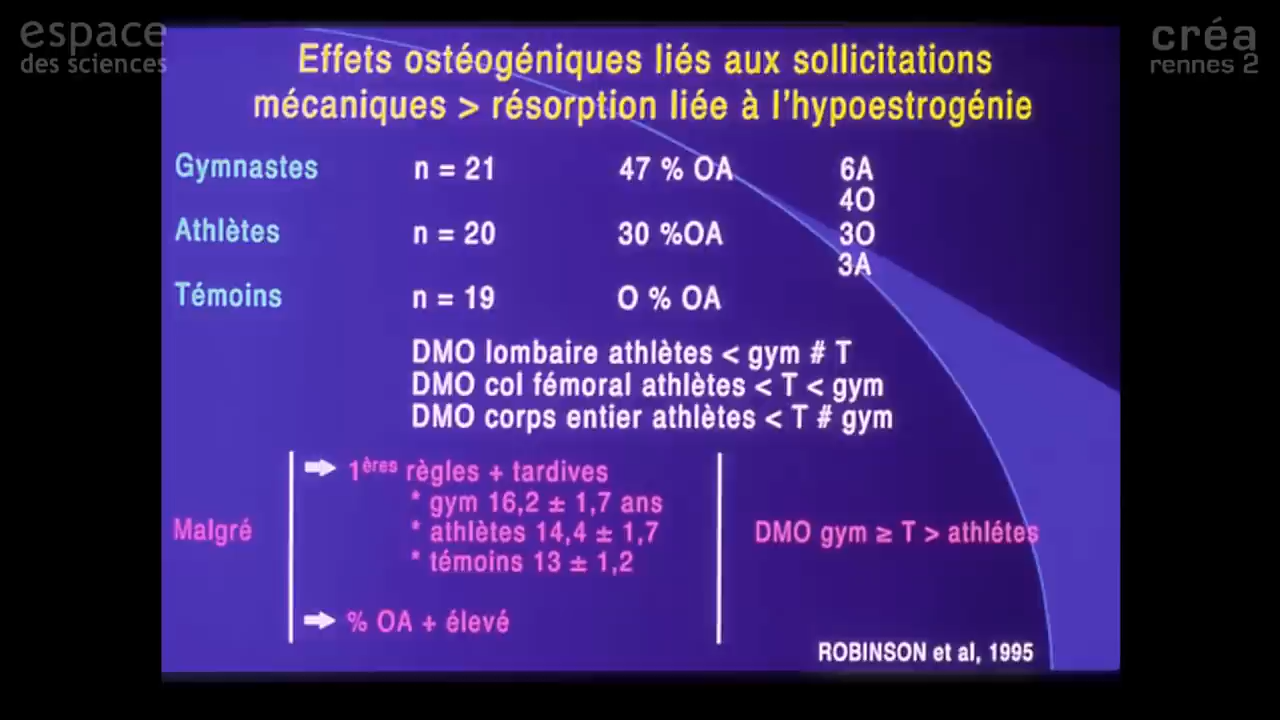 espace
des sciences
créa
rennes 2
Effets ostéogéniques liés aux sollicitations
mécaniques > résorption liée à l'hypoestrogénie
Gymnastes n = 21 47 % OA 6A
4O
Athlètes n = 20 30 %OA 3O
3A
Témoins n = 19 O % OA
DMO lombaire athlètes < gym # T
DMO col fémoral athlètes < T < gym
DMO corps entier athlètes < T # gym
1ères règles + tardives
* gym 16,2 ± 1,7 ans
Malgré * athlètes 14,4 ± 1,7 DMO gym ≥ T > athlétes
* témoins 13 ± 1,2
% OA + élevé
ROBINSON et al, 1995